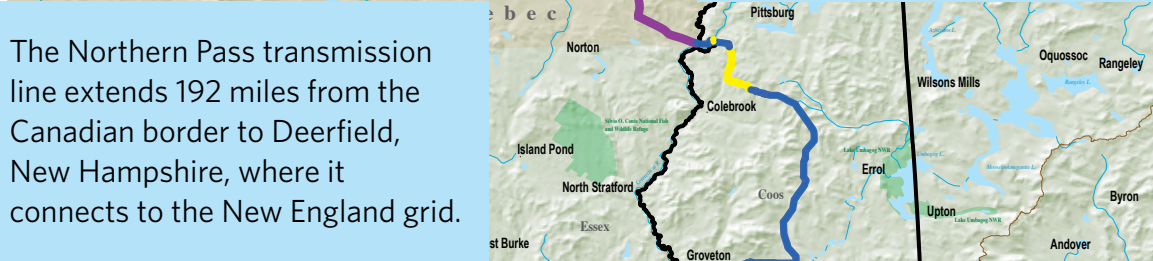 The Northern Pass transmission
line extends 192 miles from the
Canadian border to Deerfield,
New Hampshire, where it
connects to the New England grid.
ebec
Pittsburg
Norton
Oquossoc
Rangeley
Wilsons Mills
Rangeley L.
Colebrook
Silvio O. Conte National Fish
and Wildlife Refuge
Island Pond
Lake Umbagog NWR
Umbagog L.
Errol
North Stratford
Coos
Byron
Upton
Lake Umbagog NWR
Essex
st Burke
Groveton
Andover